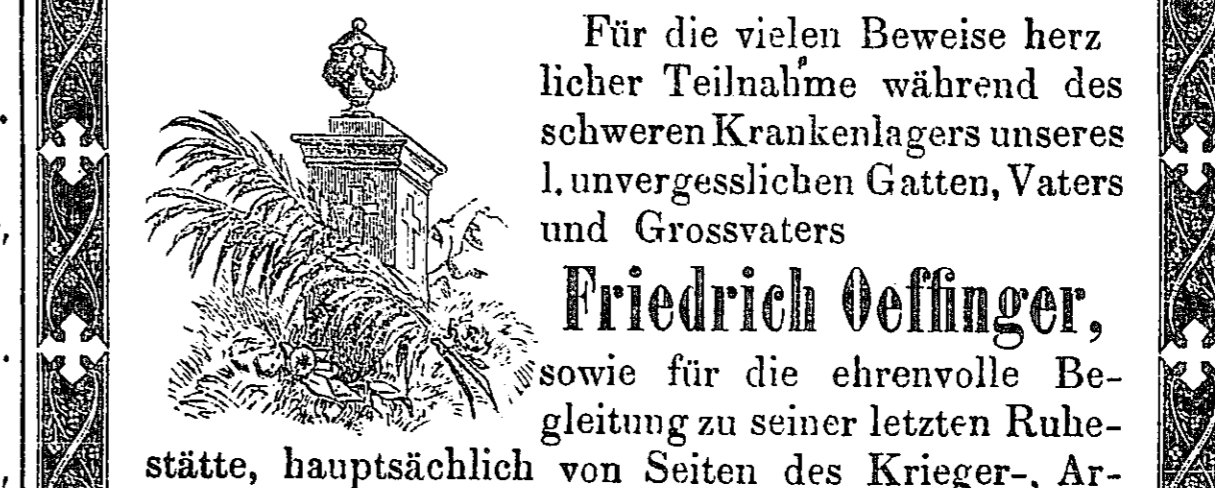 Für die vielen Beweise herz
licher Teilnahme während des
schweren Krankenlagers unseres
l. unvergesslichen Gatten, Vaters
und Grossvaters
Friedrich Oeffinger,
sowie für die ehrenvolle Be-
gleitung zu seiner letzten Ruhe-
stätte, hauptsächlich von Seiten des Krieger-, Ar-